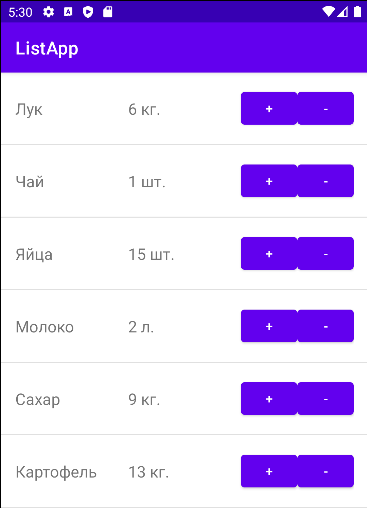 5:30
ListApp
Лук 6 кг. + -
Чай 1 шт. + -
Яйца 15 шт. + -
Молоко 2 л. + -
Сахар 9 кг. + -
Картофель 13 кг. + -